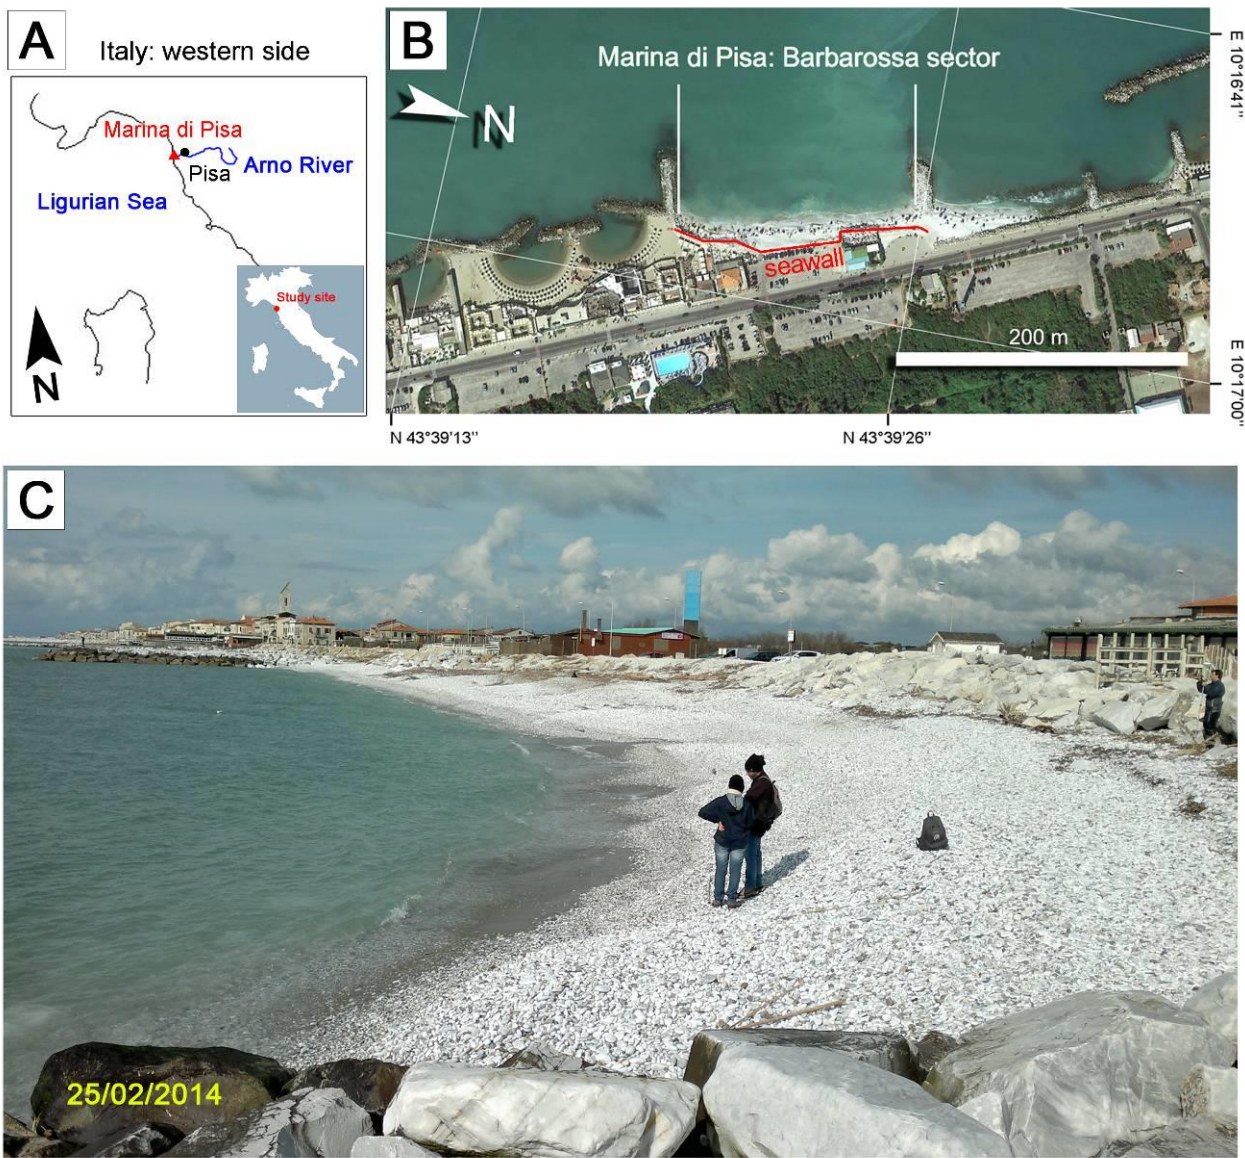 A
Italy: western side
Marina di Pisa
Pisa
Arno River
Ligurian Sea
Study site
N
B
Marina di Pisa: Barbarossa sector
N
seawall
200 m
E 10°16'41''
E 10°17'00''
N 43°39'13''
N 43°39'26''
C
25/02/2014